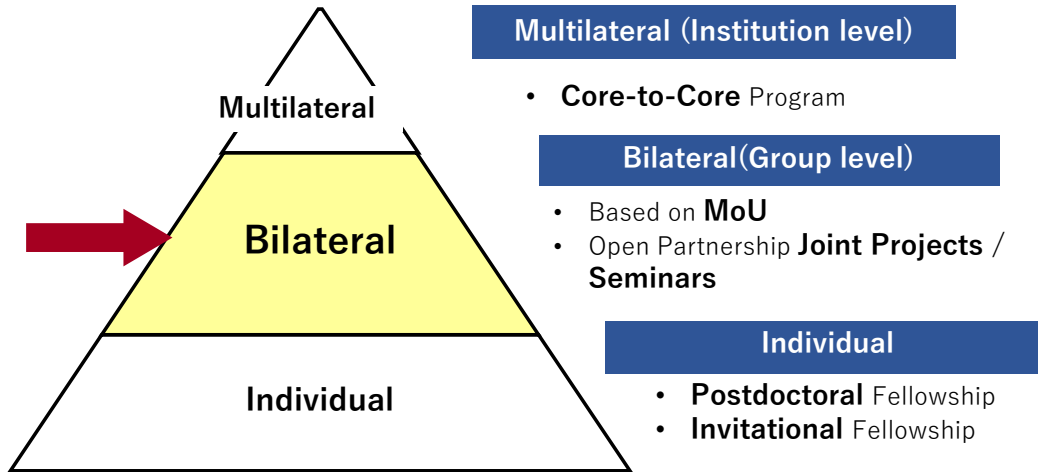 Multilateral (Institution level)
Multilateral
• Core-to-Core Program
Bilateral(Group level)
Bilateral
• Based on MoU
• Open Partnership Joint Projects /
Seminars
Individual
Individual
• Postdoctoral Fellowship
• Invitational Fellowship